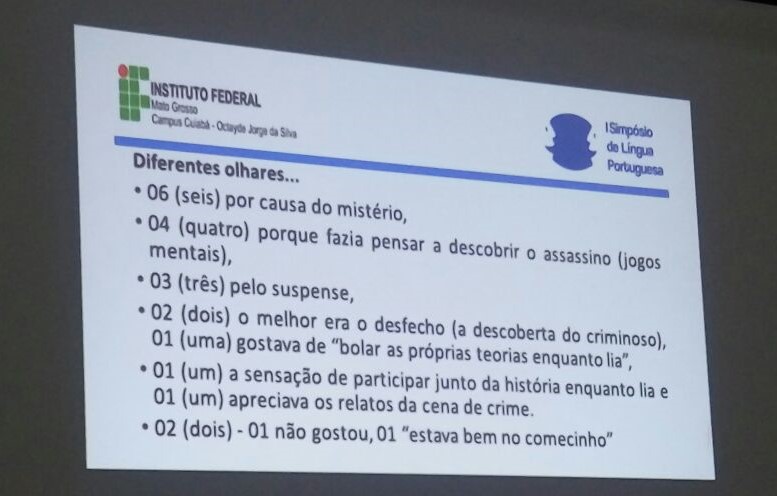 INSTITUTO FEDERAL
Mato Grosso
Campus Cuiabá - Octayde Jorge da Silva
I Simpósio
de Língua
Portuguesa
Diferentes olhares...
• 06 (seis) por causa do mistério,
• 04 (quatro) porque fazia pensar a descobrir o assassino (jogos
mentais),
• 03 (três) pelo suspense,
• 02 (dois) o melhor era o desfecho (a descoberta do criminoso),
01 (uma) gostava de “bolar as próprias teorias enquanto lia”,
• 01 (um) a sensação de participar junto da história enquanto lia e
01 (um) apreciava os relatos da cena de crime.
• 02 (dois) - 01 não gostou, 01 “estava bem no comecinho”